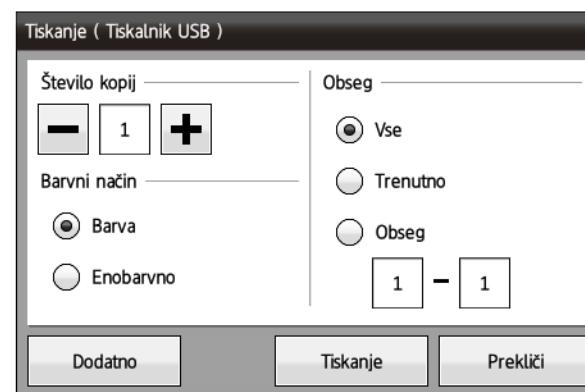 Tiskanje ( Tiskalnik USB )
Število kopij
1
Barvni način
Barva
Enobarvno
Obseg
Vse
Trenutno
Obseg
1 – 1
Dodatno
Tiskanje
Prekliči